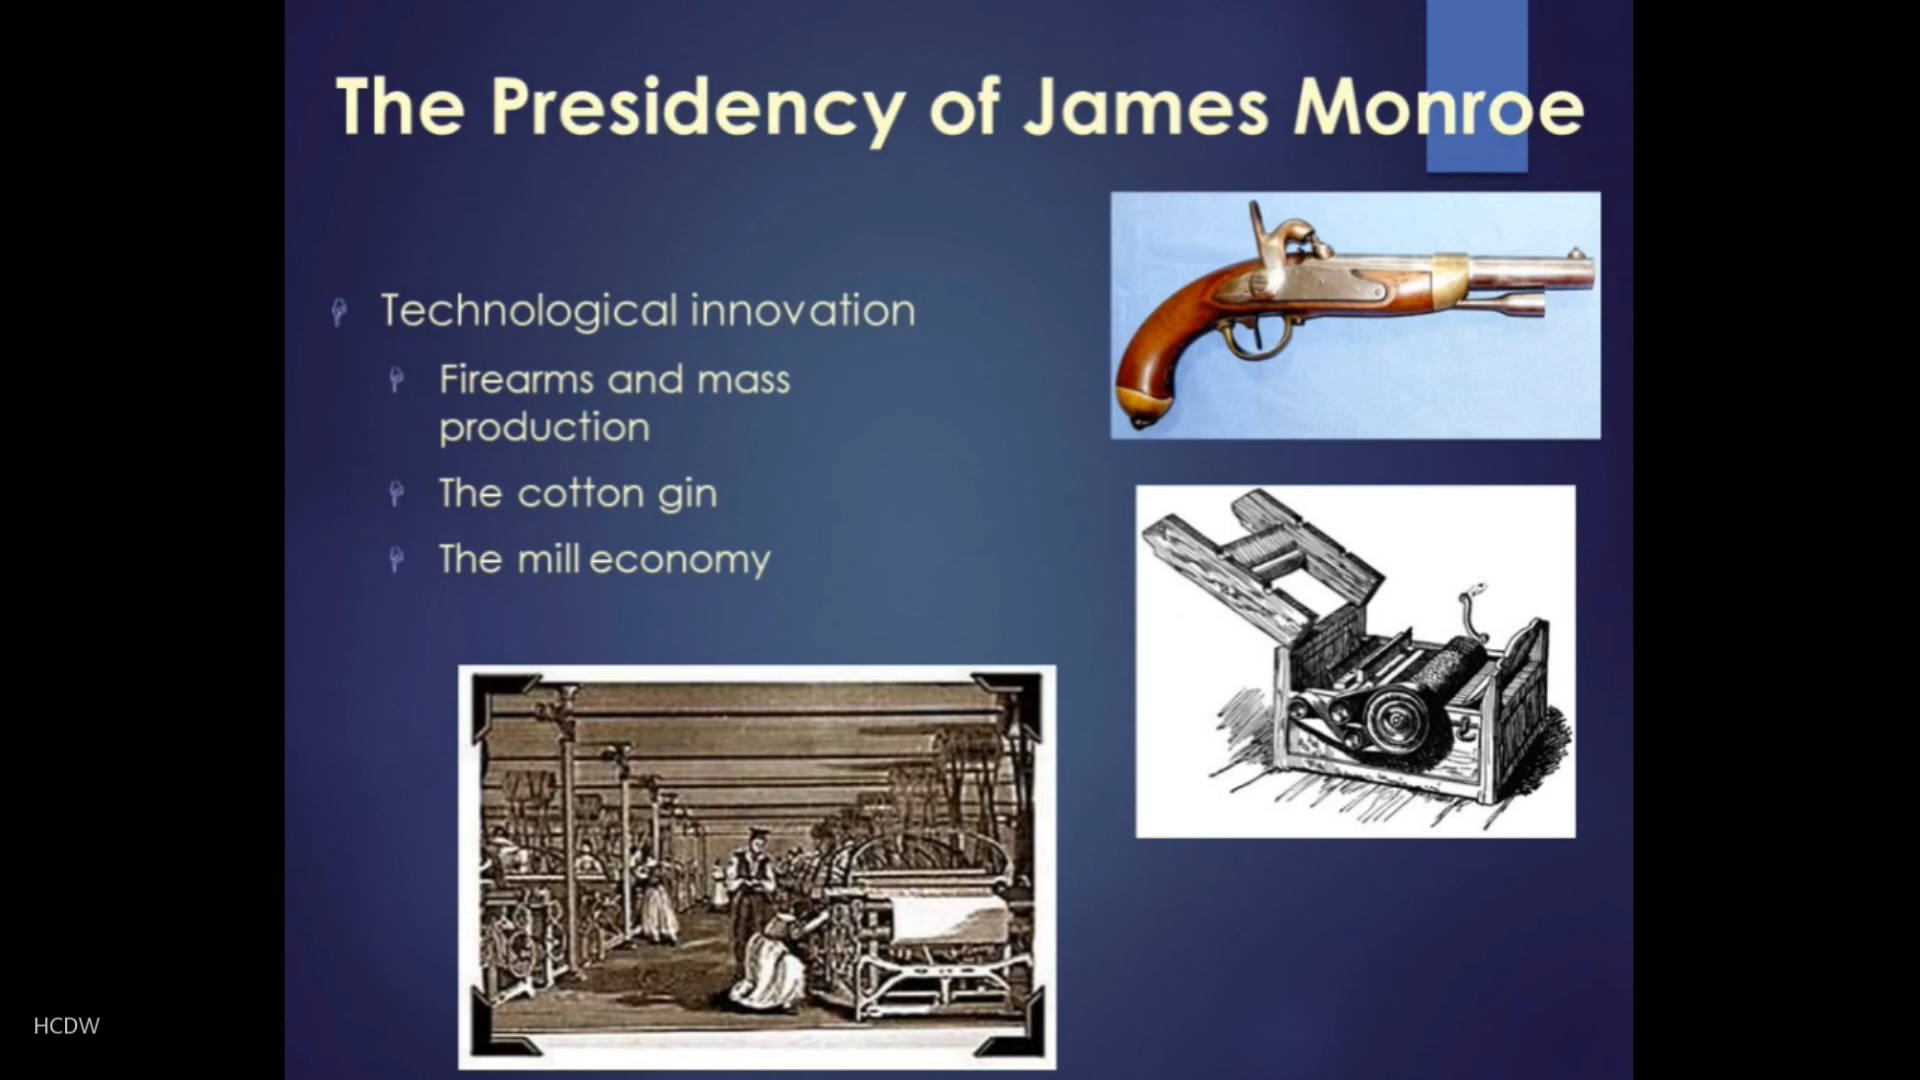 The Presidency of James Monroe
Technological innovation
Firearms and mass
production
The cotton gin
The mill economy
HCDW